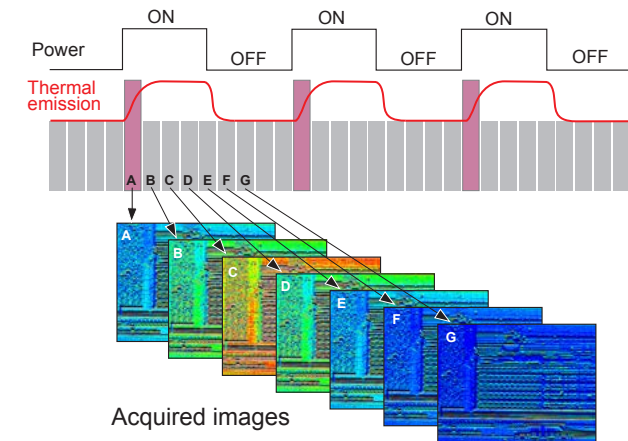 ON ON ON
Power
OFF OFF OFF
Thermal
emission
A B C D E F G
A
B
C
D
E
F
G
Acquired images